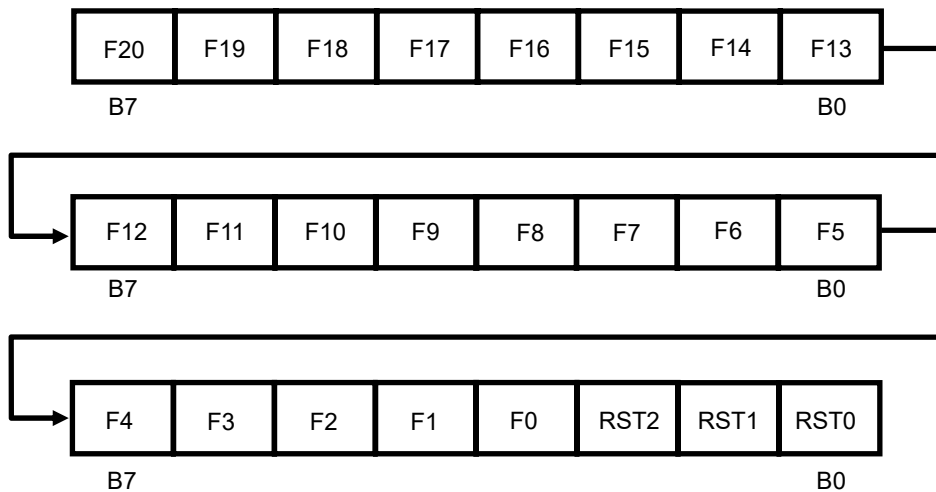 F20 F19 F18 F17 F16 F15 F14 F13
B7 B0
F12 F11 F10 F9 F8 F7 F6 F5
B7 B0
F4 F3 F2 F1 F0 RST2 RST1 RST0
B7 B0